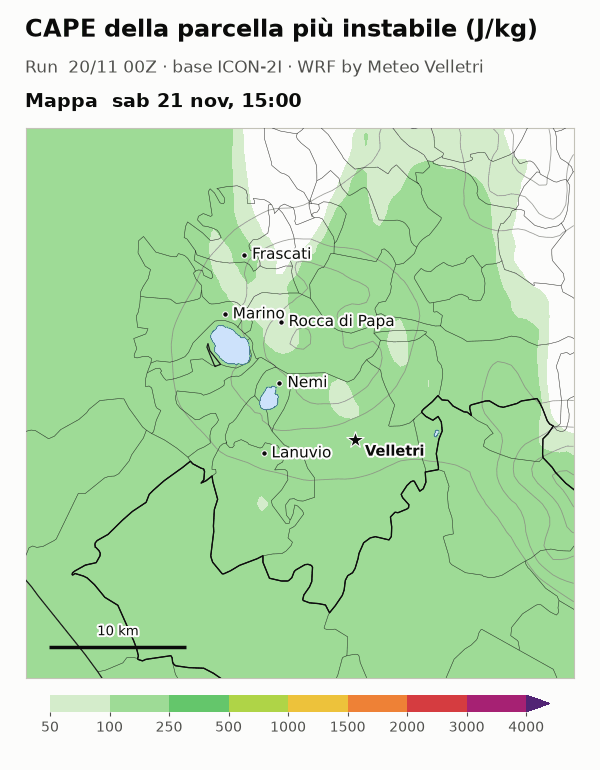 CAPE della parcella più instabile (J/kg)
Run  20/11 00Z · base ICON-2I · WRF by Meteo Velletri
Mappa  sab 21 nov, 15:00
Frascati
Marino
Rocca di Papa
Nemi
Velletri
Lanuvio
10 km
50 100 250 500 1000 1500 2000 3000 4000